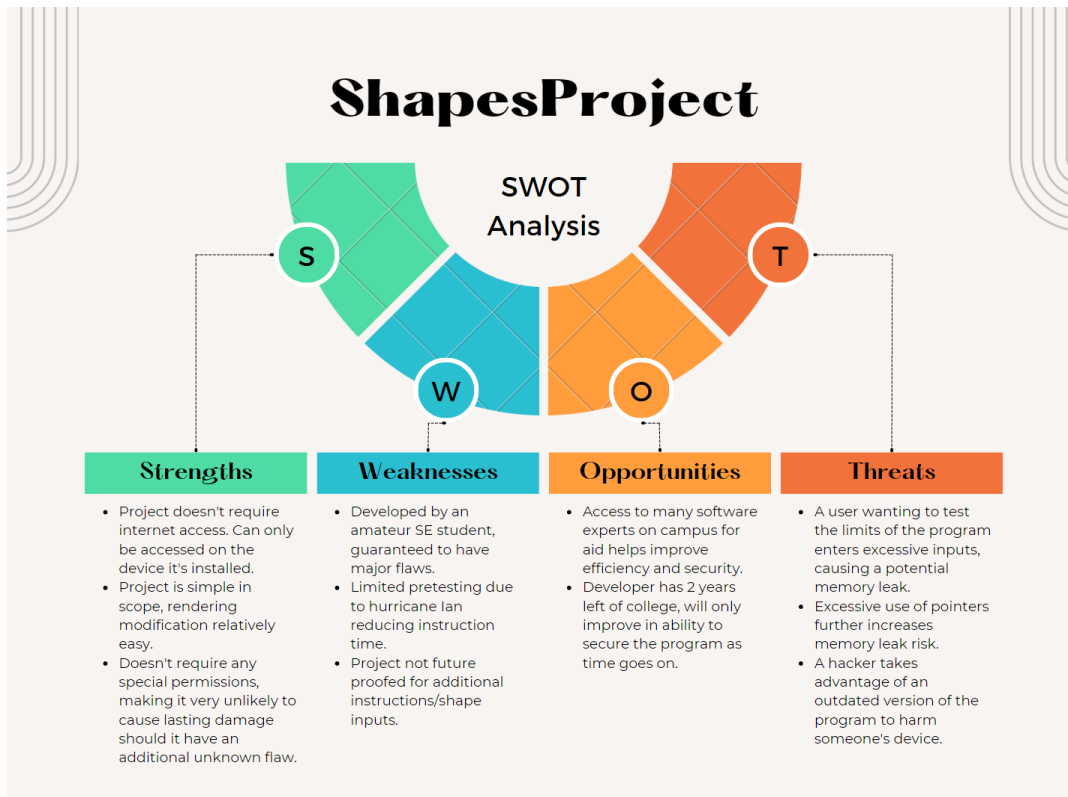 ShapesProject
SWOT
Analysis
S
T
W
O
Strengths
• Project doesn't require
internet access. Can only
be accessed on the
device it's installed.
• Project is simple in
scope, rendering
modification relatively
easy.
• Doesn't require any
special permissions,
making it very unlikely to
cause lasting damage
should it have an
additional unknown flaw.
Weaknesses
• Developed by an
amateur SE student,
guaranteed to have
major flaws.
• Limited pretesting due
to hurricane Ian
reducing instruction
time.
• Project not future
proofed for additional
instructions/shape
inputs.
Opportunities
• Access to many software
experts on campus for
aid helps improve
efficiency and security.
• Developer has 2 years
left of college, will only
improve in ability to
secure the program as
time goes on.
Threats
• A user wanting to test
the limits of the program
enters excessive inputs,
causing a potential
memory leak.
• Excessive use of pointers
further increases
memory leak risk.
• A hacker takes
advantage of an
outdated version of the
program to harm
someone's device.